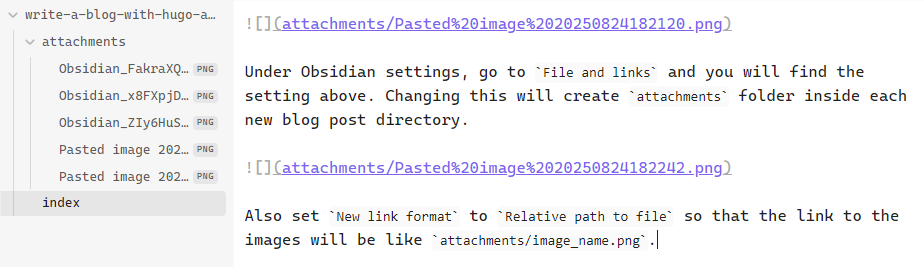 write-a-blog-with-hugo-a…
attachments
Obsidian_FakraXQ… PNG
Obsidian_x8FXpjD… PNG
Obsidian_ZIy6HuS… PNG
Pasted image 202… PNG
Pasted image 202… PNG
index
![](attachments/Pasted%20image%2020250824182120.png)
Under Obsidian settings, go to `File and links` and you will find the
setting above. Changing this will create `attachments` folder inside each
new blog post directory.
![](attachments/Pasted%20image%2020250824182242.png)
Also set `New link format` to `Relative path to file` so that the link to the
images will be like `attachments/image_name.png`.